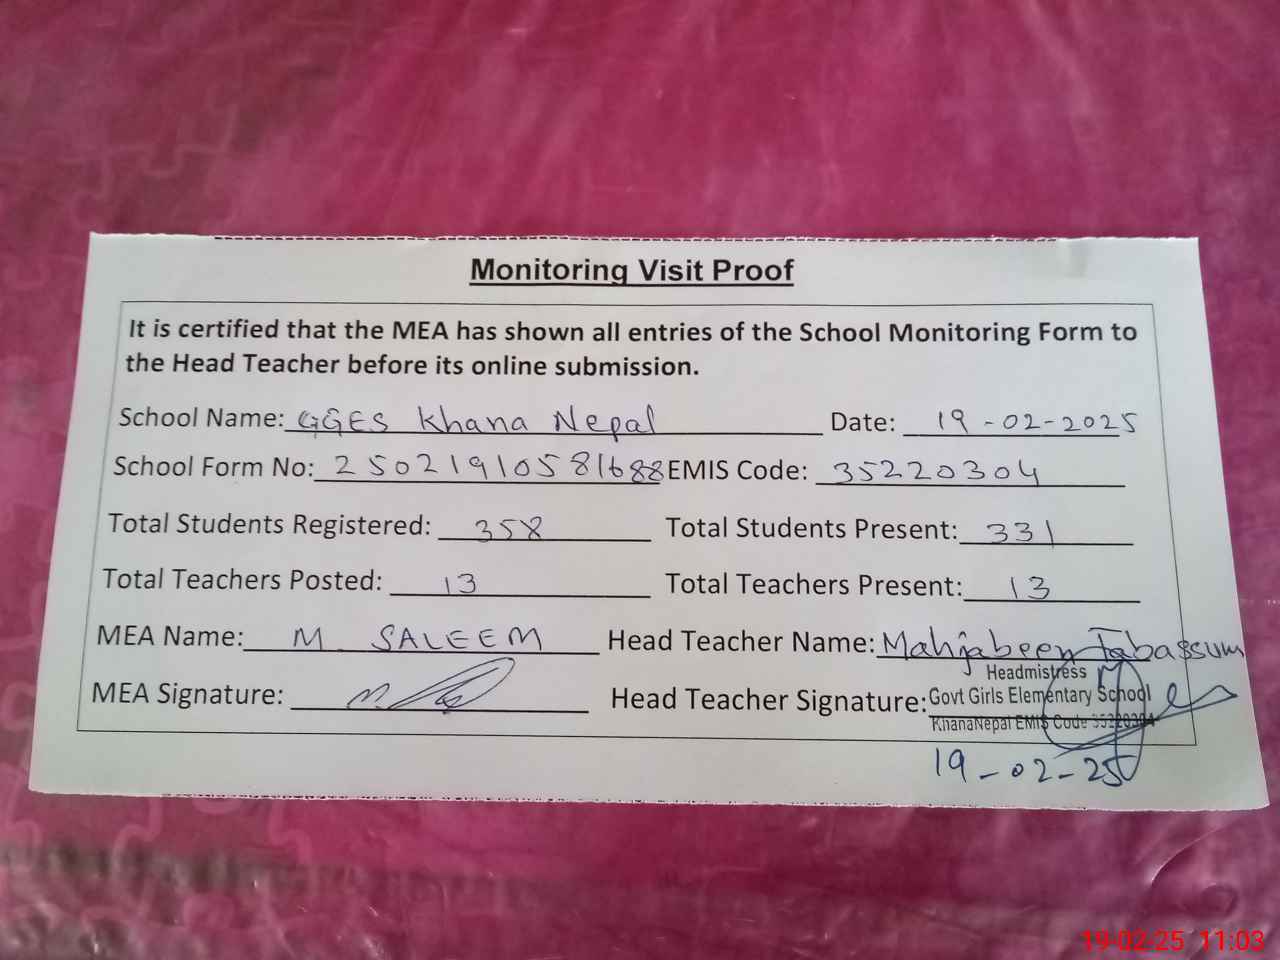 Monitoring Visit Proof
It is certified that the MEA has shown all entries of the School Monitoring Form to
the Head Teacher before its online submission.
School Name: GGES Khana Nepal Date: 19-02-2025
School Form No: 25021910581688 EMIS Code: 35220304
Total Students Registered: 358 Total Students Present: 331
Total Teachers Posted: 13 Total Teachers Present: 13
MEA Name: M. SALEEM Head Teacher Name: Mahjabeen Tabassum
Headmistress
MEA Signature: Head Teacher Signature: Govt Girls Elementary School
KhanaNepal EMIS Code 35220304
19-02-25
19-02-25 11:03